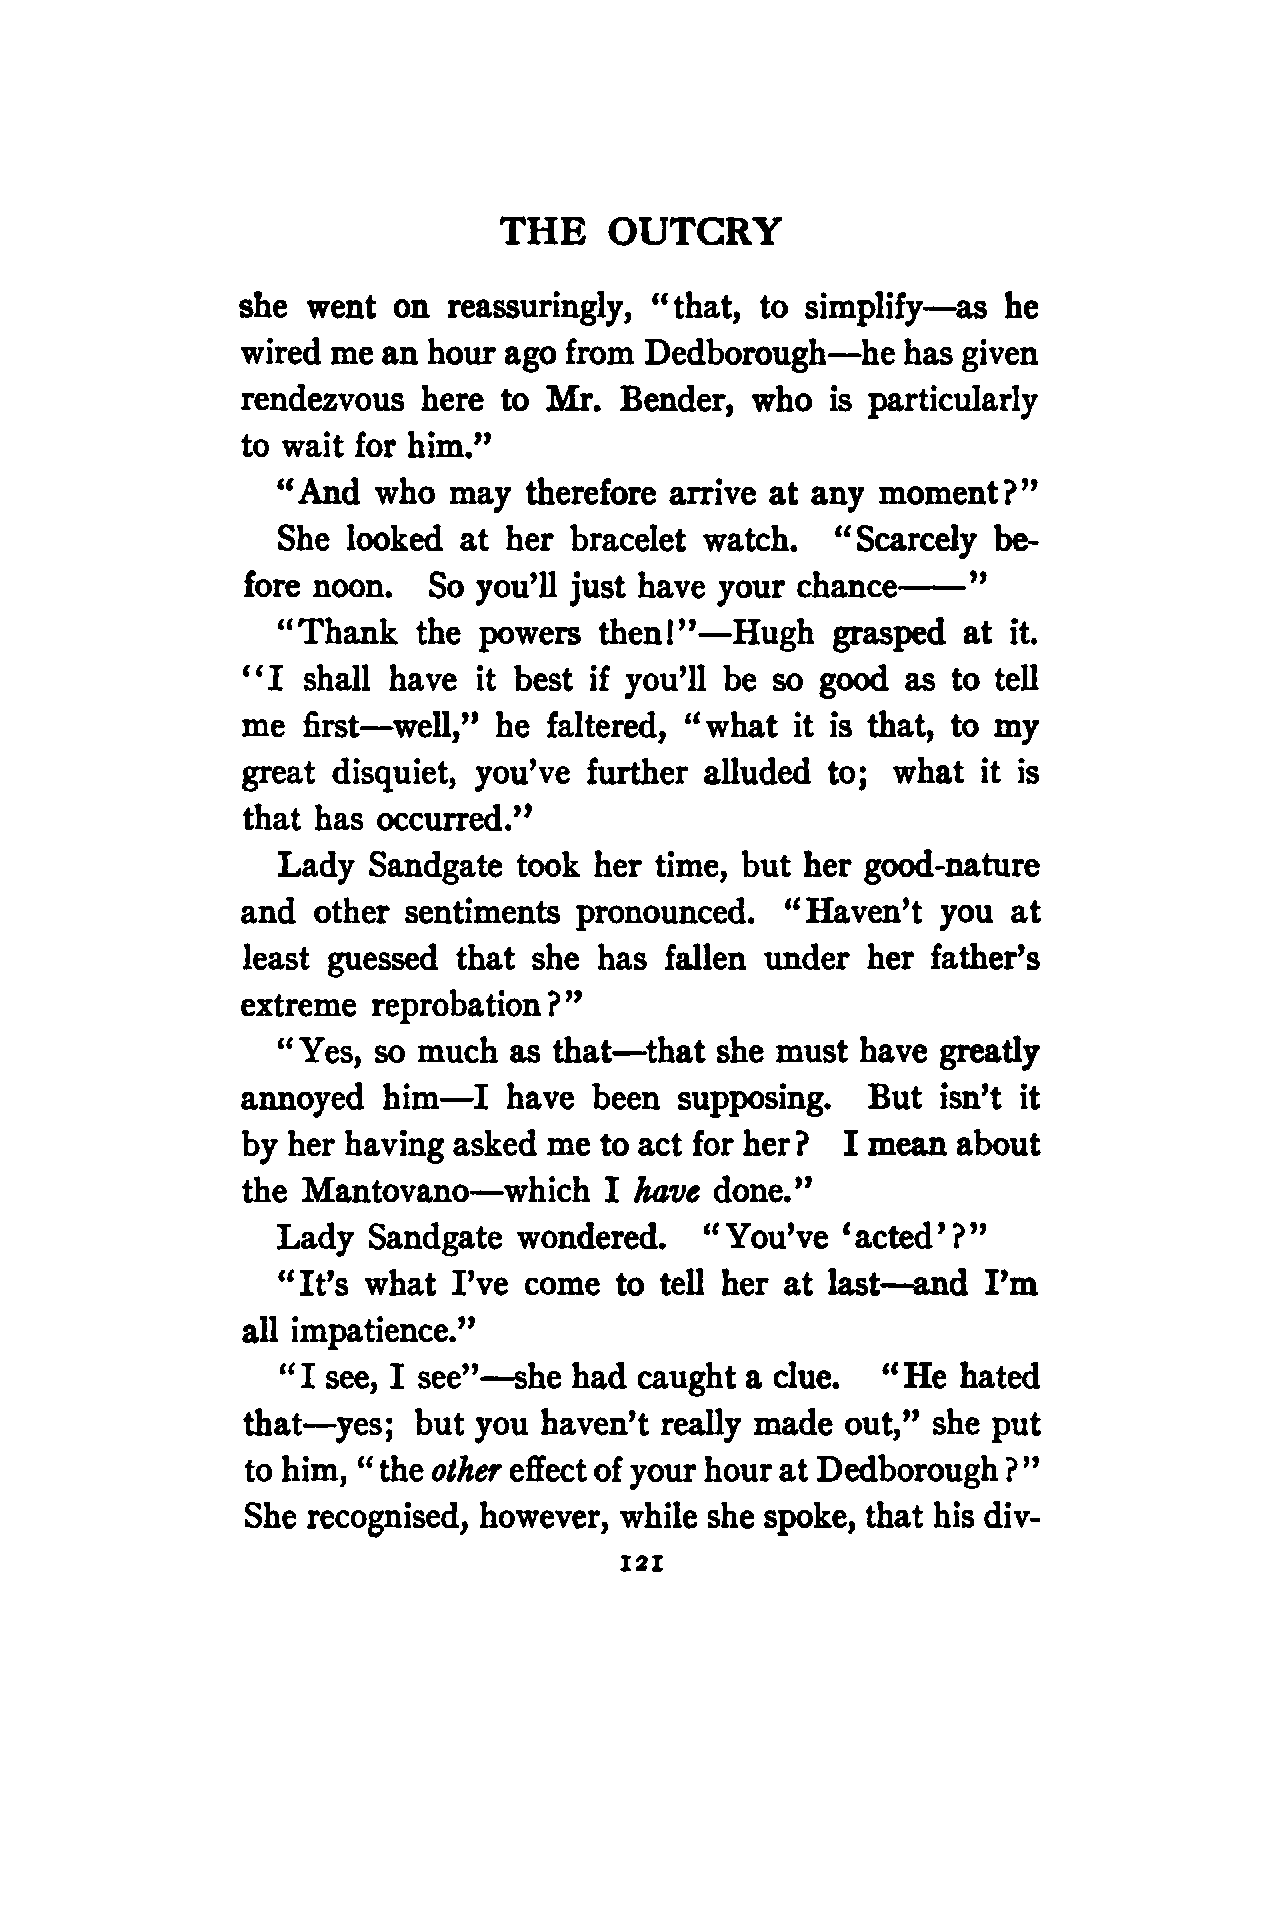 THE OUTCRY
she went on reassuringly, “that, to simplify—as he
wired me an hour ago from Dedborough—he has given
rendezvous here to Mr. Bender, who is particularly
to wait for him.”
“And who may therefore arrive at any moment?”
She looked at her bracelet watch. “Scarcely be-
fore noon. So you’ll just have your chance——”
“Thank the powers then!”—Hugh grasped at it.
“I shall have it best if you’ll be so good as to tell
me first—well,” he faltered, “what it is that, to my
great disquiet, you’ve further alluded to; what it is
that has occurred.”
Lady Sandgate took her time, but her good-nature
and other sentiments pronounced. “Haven’t you at
least guessed that she has fallen under her father’s
extreme reprobation?”
“Yes, so much as that—that she must have greatly
annoyed him—I have been supposing. But isn’t it
by her having asked me to act for her? I mean about
the Mantovano—which I have done.”
Lady Sandgate wondered. “You’ve ‘acted’?”
“It’s what I’ve come to tell her at last—and I’m
all impatience.”
“I see, I see”—she had caught a clue. “He hated
that—yes; but you haven’t really made out,” she put
to him, “the other effect of your hour at Dedborough?”
She recognised, however, while she spoke, that his div-
121